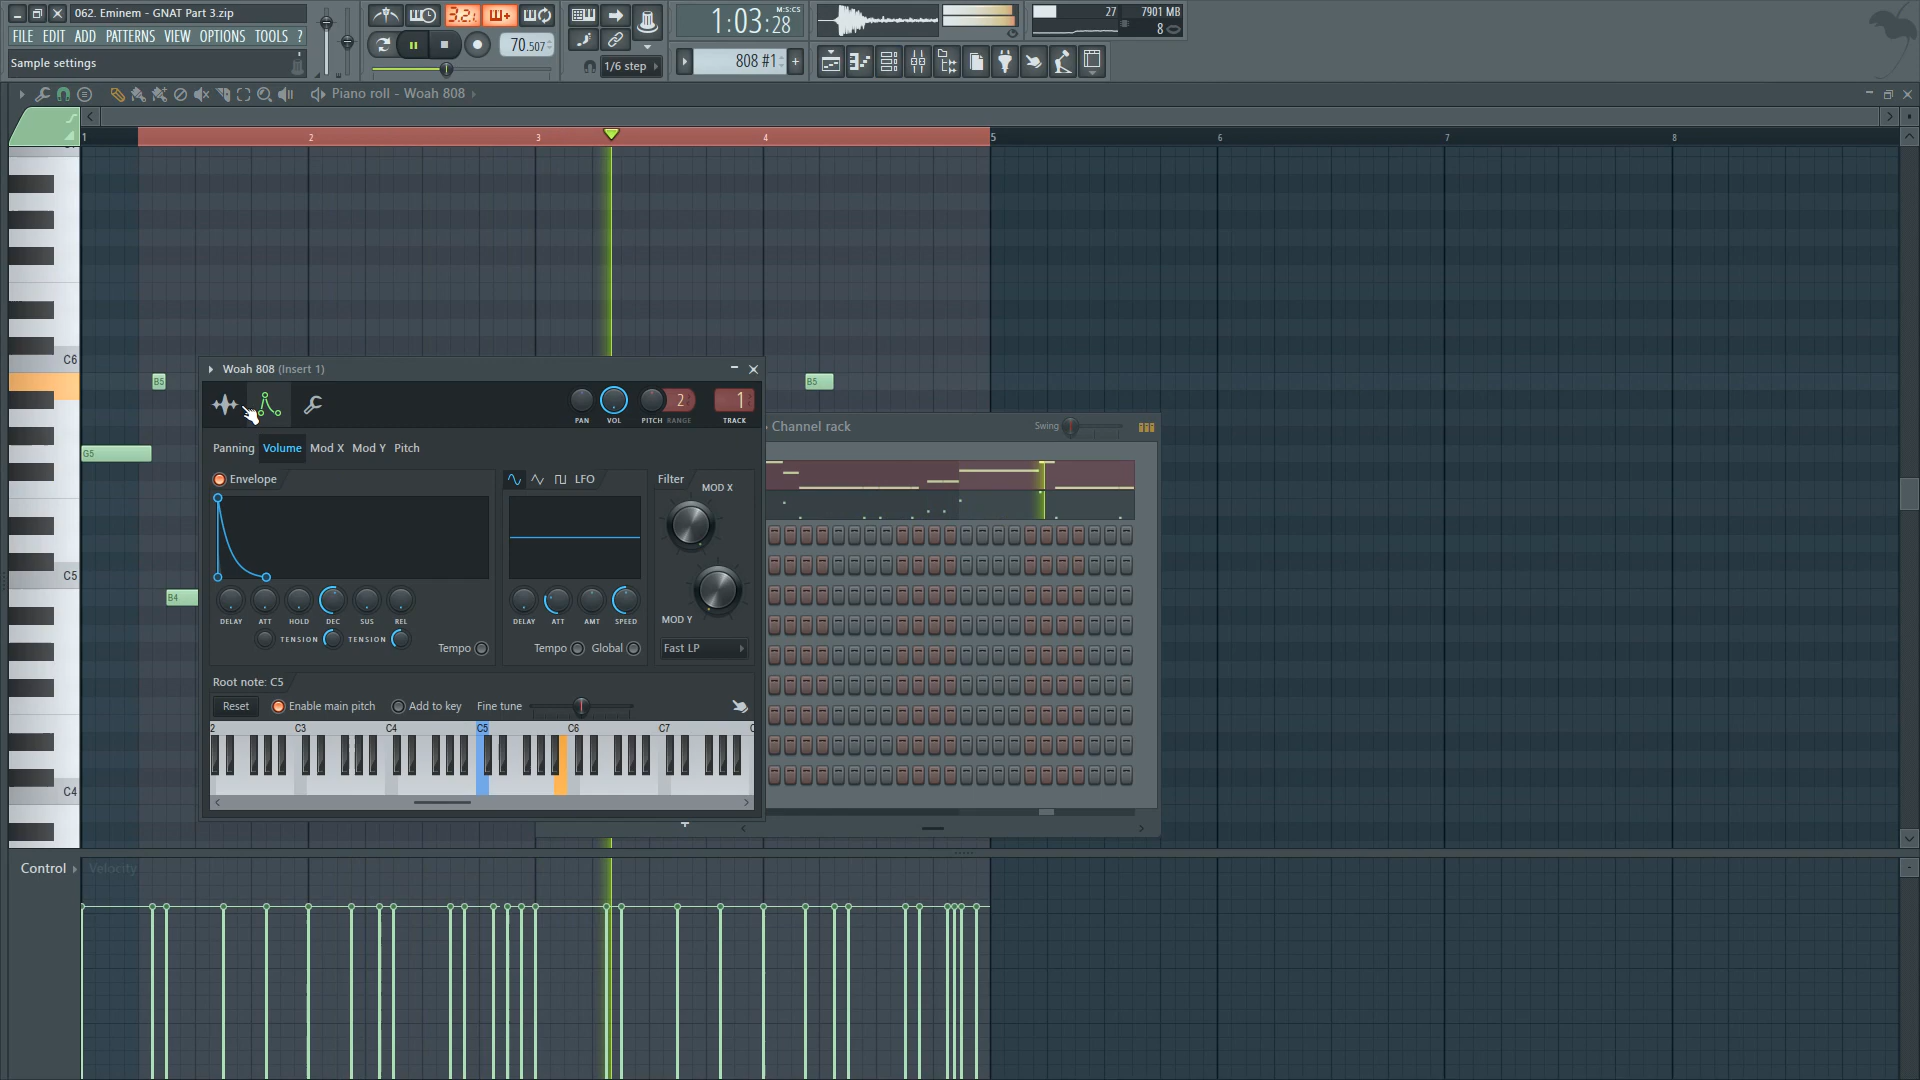 062. Eminem - GNAT Part 3.zip
FILE EDIT ADD PATTERNS VIEW OPTIONS TOOLS ?
Sample settings
3.2.
70.507
1/6 step
1:03:28
M:S:CS
808 #1
27
7901 MB
8
Piano roll - Woah 808
1
2
3
4
5
6
7
8
C6
C5
C4
B5
G5
B4
B5
Woah 808 (Insert 1)
PAN
VOL
PITCH
RANGE
2
1
TRACK
Panning
Volume
Mod X
Mod Y
Pitch
Envelope
DELAY
ATT
HOLD
DEC
SUS
REL
TENSION
TENSION
Tempo
LFO
DELAY
ATT
AMT
SPEED
Tempo
Global
Filter
MOD X
MOD Y
Fast LP
Root note: C5
Reset
Enable main pitch
Add to key
Fine tune
2
C3
C4
C5
C6
C7
C
Channel rack
Swing
Control
Velocity